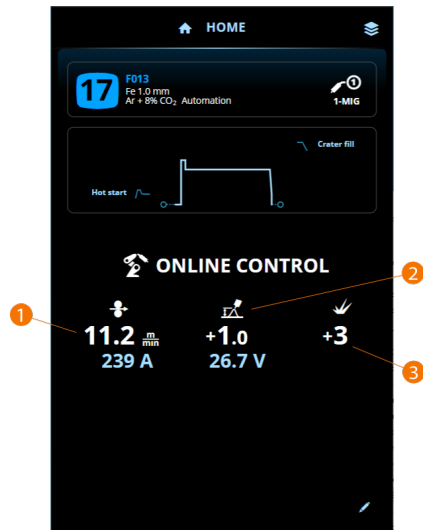 HOME
17
F013
Fe 1.0 mm
Ar + 8% CO₂ Automation
1
1-MIG
Crater fill
Hot start
ONLINE CONTROL
1
2
11.2 m/min
+1.0
+3
239 A
26.7 V
3